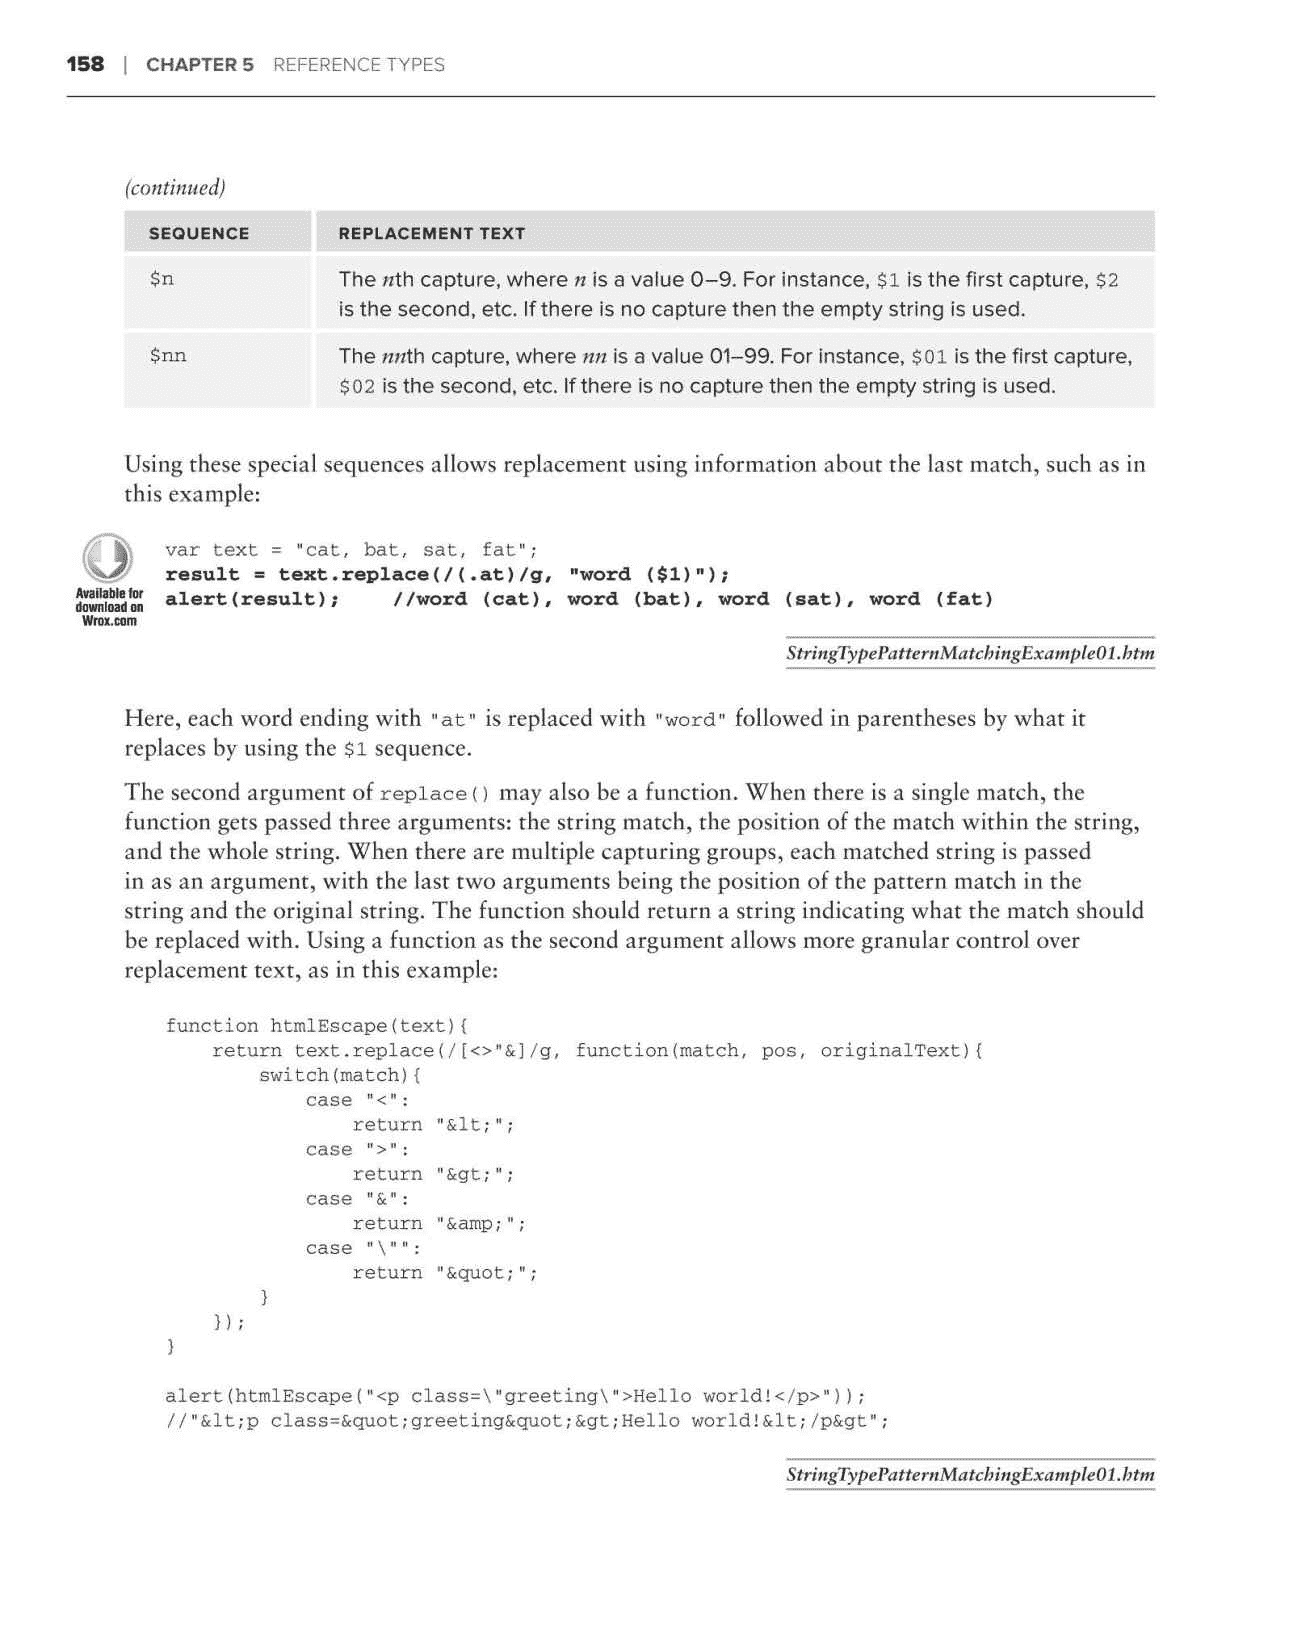 158 | CHAPTER 5 REFERENCE TYPES
(continued)
SEQUENCE REPLACEMENT TEXT
$n The nth capture, where n is a value 0–9. For instance, $1 is the first capture, $2
is the second, etc. If there is no capture then the empty string is used.
$nn The nnth capture, where nn is a value 01–99. For instance, $01 is the first capture,
$02 is the second, etc. If there is no capture then the empty string is used.
Using these special sequences allows replacement using information about the last match, such as in
this example:
var text = "cat, bat, sat, fat";
result = text.replace(/(.at)/g, "word ($1)");
alert(result);    //word (cat), word (bat), word (sat), word (fat)
Available for
download on
Wrox.com
StringTypePatternMatchingExample01.htm
Here, each word ending with "at" is replaced with "word" followed in parentheses by what it
replaces by using the $1 sequence.
The second argument of replace() may also be a function. When there is a single match, the
function gets passed three arguments: the string match, the position of the match within the string,
and the whole string. When there are multiple capturing groups, each matched string is passed
in as an argument, with the last two arguments being the position of the pattern match in the
string and the original string. The function should return a string indicating what the match should
be replaced with. Using a function as the second argument allows more granular control over
replacement text, as in this example:
function htmlEscape(text){
    return text.replace(/[<>"&]/g, function(match, pos, originalText){
        switch(match){
            case "<":
                return "&lt;";
            case ">":
                return "&gt;";
            case "&":
                return "&amp;";
            case "\"":
                return "&quot;";
        }
    });
}
alert(htmlEscape("<p class=\"greeting\">Hello world!</p>"));
//"&lt;p class=&quot;greeting&quot;&gt;Hello world!&lt;/p&gt";
StringTypePatternMatchingExample01.htm